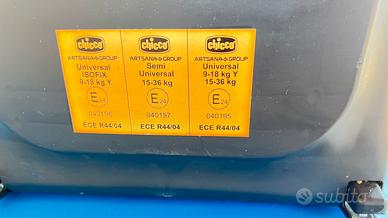 chicco
ARTSANA GROUP
Universal
ISOFIX
9-18 kg Y
E24
040196
ECE R44/04
chicco
ARTSANA GROUP
Semi
Universal
15-36 kg
E24
040197
ECE R44/04
chicco
ARTSANA GROUP
Universal
9-18 kg Y
15-36 kg
E24
040195
ECE R44/04
subito